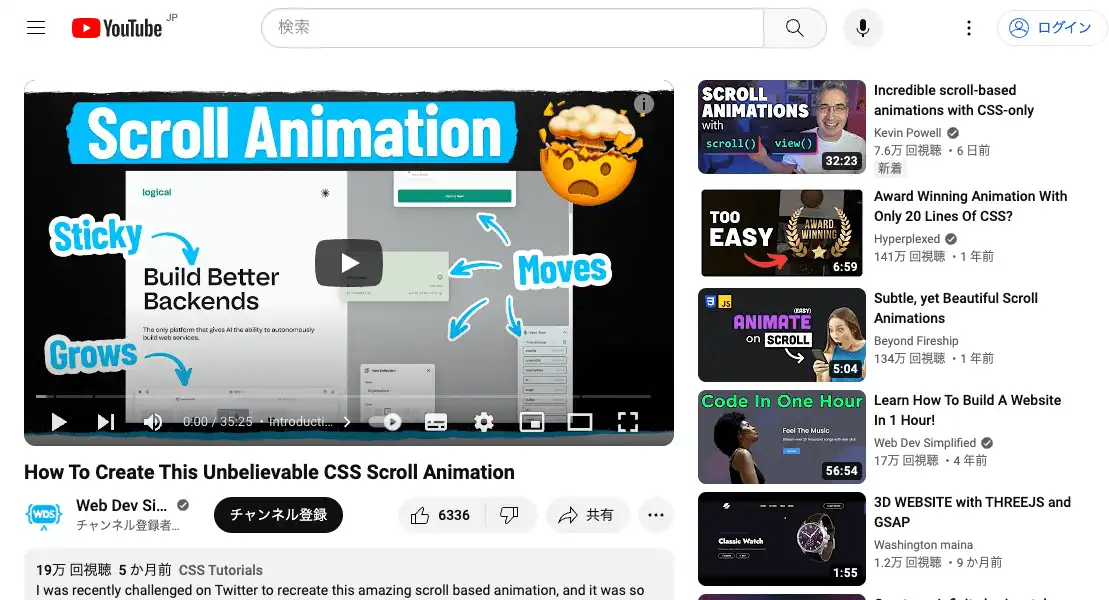 YouTube JP
検索
ログイン
Scroll Animation
logical
Sticky
Build Better
Backends
Moves
The only platform that gives AI the ability to autonomously
build web services.
Grows
0:00 / 35:25 • Introducti...
How To Create This Unbelievable CSS Scroll Animation
WDS
Web Dev Si...
チャンネル登録者...
チャンネル登録
6336
共有
19万 回視聴 5 か月前 CSS Tutorials
I was recently challenged on Twitter to recreate this amazing scroll based animation, and it was so
SCROLL
ANIMATIONS
with
scroll() view()
32:23
Incredible scroll-based
animations with CSS-only
Kevin Powell
7.6万 回視聴 • 6 日前
新着
TOO
EASY
AWARD
WINNING
6:59
Award Winning Animation With
Only 20 Lines Of CSS?
Hyperplexed
141万 回視聴 • 1 年前
JS
(EASY)
ANIMATE
on SCROLL
5:04
Subtle, yet Beautiful Scroll
Animations
Beyond Fireship
134万 回視聴 • 1 年前
Code In One Hour
Feel The Music
56:54
Learn How To Build A Website
In 1 Hour!
Web Dev Simplified
17万 回視聴 • 4 年前
Classic Watch
1:55
3D WEBSITE with THREEJS and
GSAP
Washington maina
1.2万 回視聴 • 9 か月前